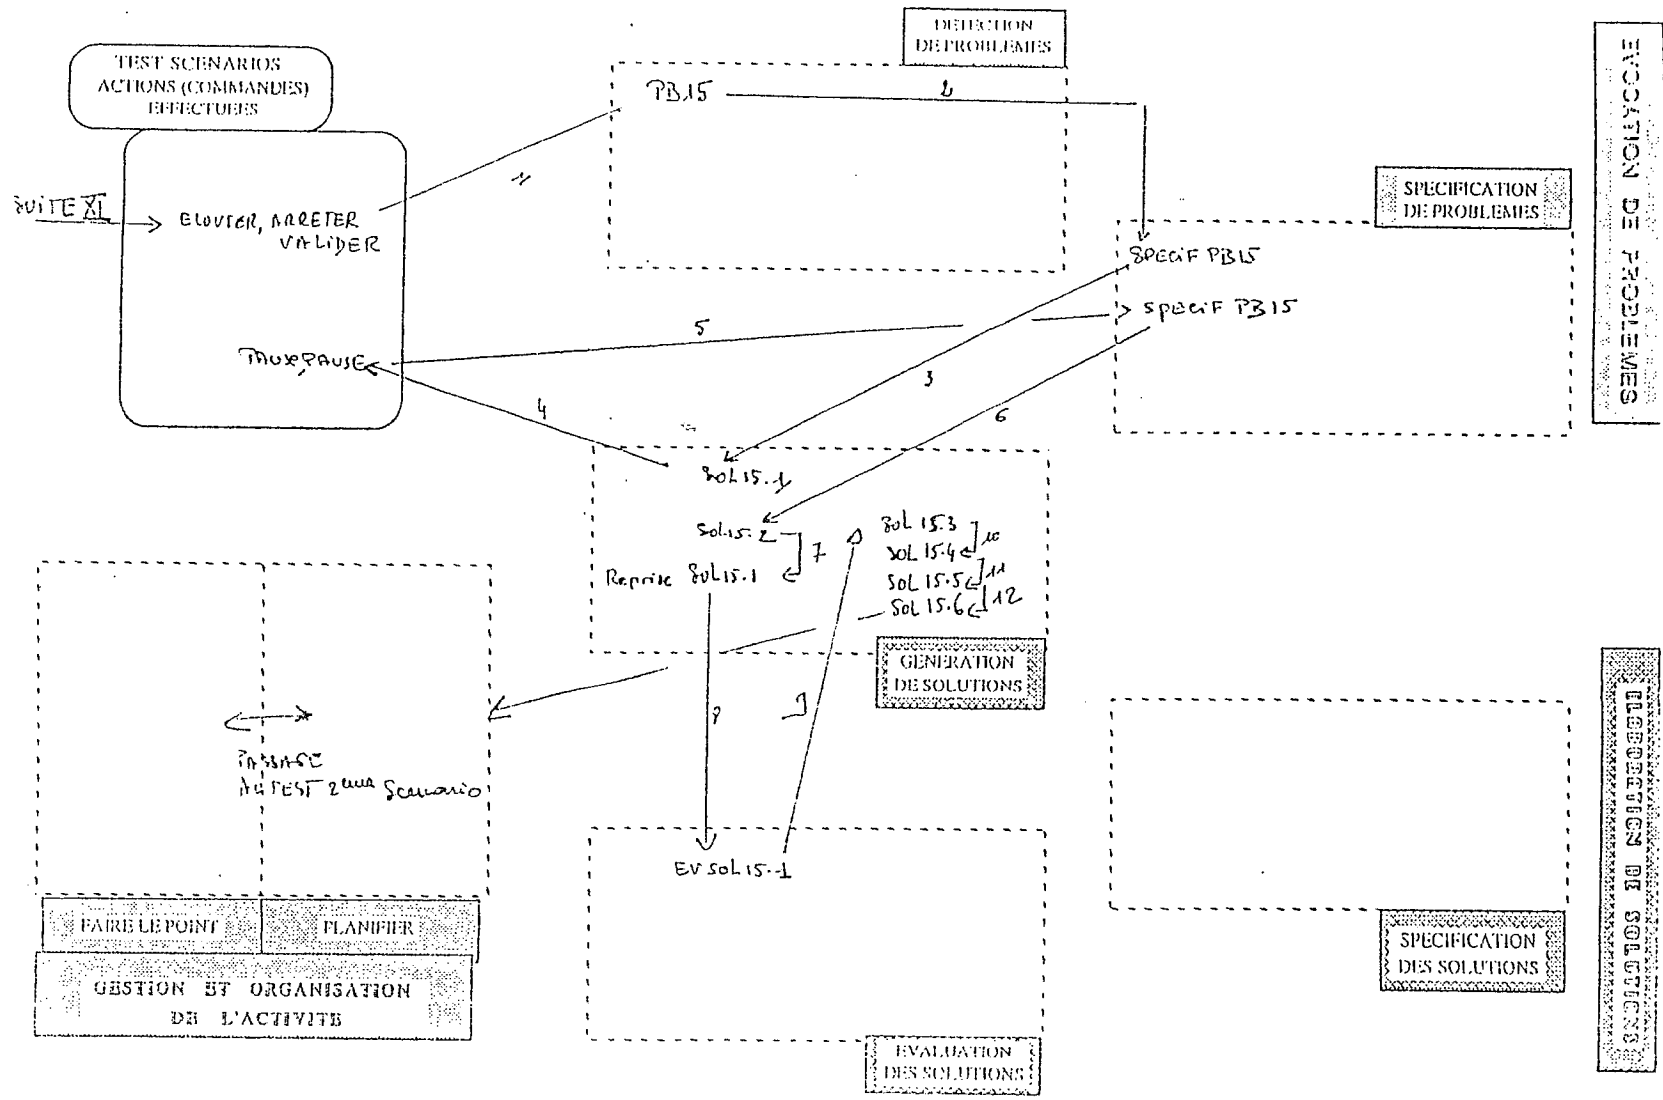 DETECTION
DE PROBLEMES
TEST SCENARIOS
ACTIONS (COMMANDES)
EFFECTUEES
EVOCATION DE PROBLEMES
PB15
2
1
SPECIFICATION
DE PROBLEMES
SUITE XI
ECOUTER, ARRETER
VALIDER
SPECIF PB15
SPECIF PB15
5
PAUSE
3
4
6
SOL 15.1
SOL 15.2
7
Reprise SOL 15.1
SOL 15.3
10
SOL 15.4
11
SOL 15.5
12
SOL 15.6
GENERATION
DE SOLUTIONS
8
9
PASSAGE
AU TEST 2eme Scenario
EV SOL 15.1
FAIRE LE POINT
PLANIFIER
GESTION ET ORGANISATION
DE L'ACTIVITE
SPECIFICATION
DES SOLUTIONS
ELABORATION DE SOLUTIONS
EVALUATION
DES SOLUTIONS